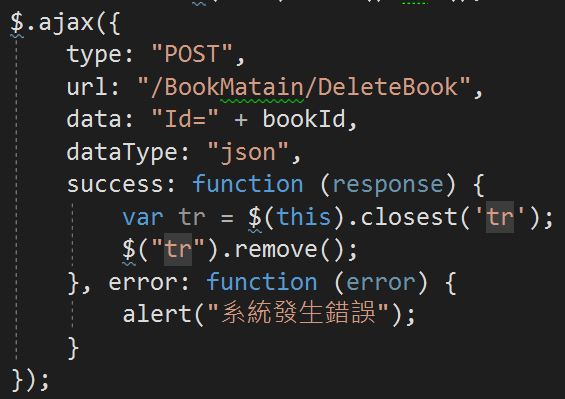 $.ajax({
type: "POST",
url: "/BookMatain/DeleteBook",
data: "Id=" + bookId,
dataType: "json",
success: function (response) {
var tr = $(this).closest('tr');
$("tr").remove();
}, error: function (error) {
alert("系統發生錯誤");
}
});